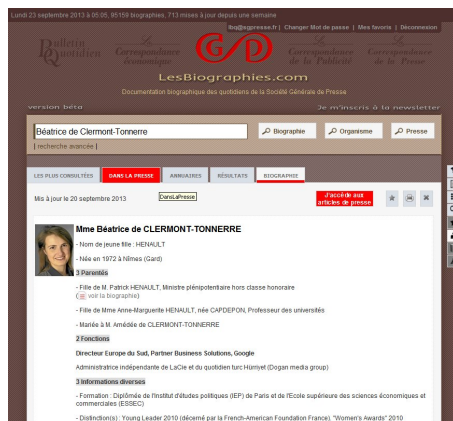 Lundi 23 septembre 2013 à 05:05, 95159 biographies, 713 mises à jour depuis une semaine
fbq@sgpresse.fr | Changer Mot de passe | Mes favoris | Déconnexion
Bulletin Quotidien
La Correspondance économique
GSP
La Correspondance de la Publicité
La Correspondance de la Presse
LesBiographies.com
Documentation biographique des quotidiens de la Société Générale de Presse
version bêta
Je m'inscris à la newsletter
Béatrice de Clermont-Tonnerre
Biographie
Organisme
Presse
| recherche avancée |
LES PLUS CONSULTÉES
DANS LA PRESSE
ANNUAIRES
RÉSULTATS
BIOGRAPHIE
Mis à jour le 20 septembre 2013
DansLaPresse
J'accède aux
articles de presse
Mme Béatrice de CLERMONT-TONNERRE
- Nom de jeune fille : HENAULT
- Née en 1972 à Nîmes (Gard)
3 Parentés
- Fille de M. Patrick HENAULT, Ministre plénipotentiaire hors classe honoraire
( voir la biographie)
- Fille de Mme Anne-Marguerite HENAULT, née CAPDEPON, Professeur des universités
- Mariée à M. Amédée de CLERMONT-TONNERRE
2 Fonctions
Directeur Europe du Sud, Partner Business Solutions, Google
Administratrice indépendante de LaCie et du quotidien turc Hürriyet (Dogan media group)
3 Informations diverses
- Formation : Diplômée de l'Institut d'études politiques (IEP) de Paris et de l'Ecole supérieure des sciences économiques et
commerciales (ESSEC)
- Distinction(s) : Young Leader 2010 (décerné par la French-American Foundation France), "Women's Awards" 2010